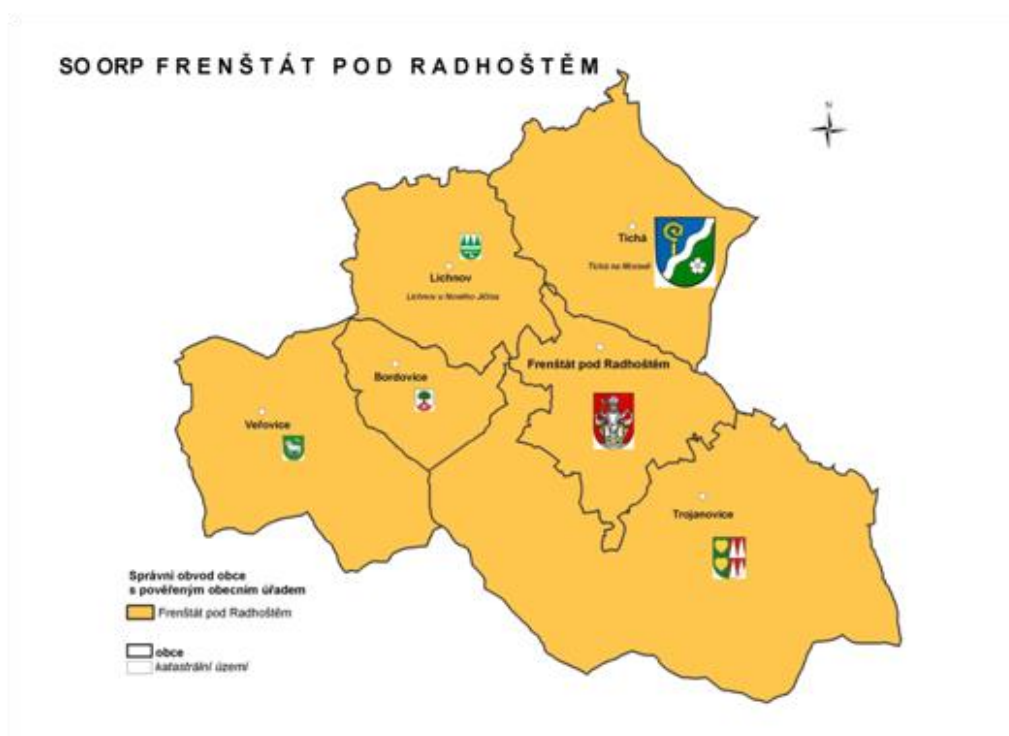 SO ORP FRENŠTÁT POD RADHOŠTĚM
N
Tichá
Tichá na Moravě
Lichnov
Lichnov u Nového Jičína
Frenštát pod Radhoštěm
Bordovice
Veřovice
Trojanovice
Správní obvod obce
s pověřeným obecním úřadem
Frenštát pod Radhoštěm
obce
katastrální území